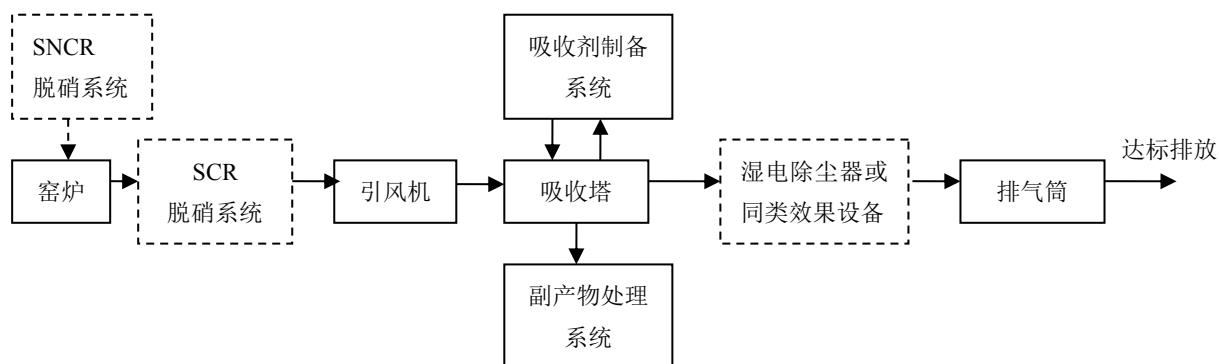 SNCR
脱硝系统
吸收剂制备
系统
窑炉
SCR
脱硝系统
引风机
吸收塔
湿电除尘器或
同类效果设备
排气筒
达标排放
副产物处理
系统